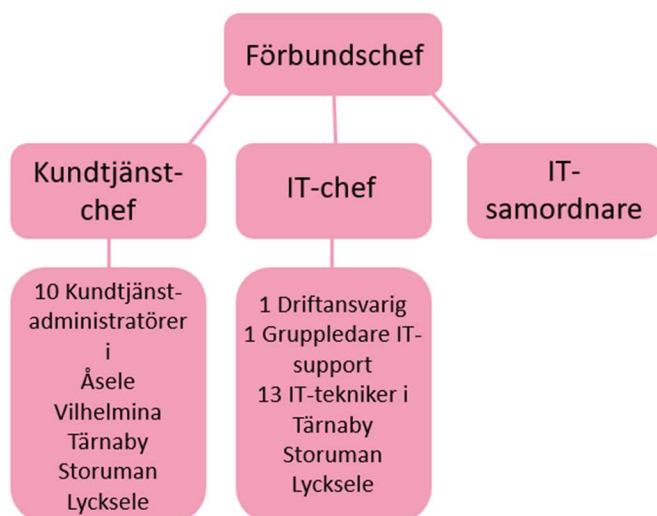 Förbundschef
Kundtjänst-
chef
IT-chef
IT-
samordnare
10 Kundtjänst-
administratörer
i
Åsele
Vilhelmina
Tärnaby
Storuman
Lycksele
1 Driftansvarig
1 Gruppledare IT-
support
13 IT-tekniker i
Tärnaby
Storuman
Lycksele